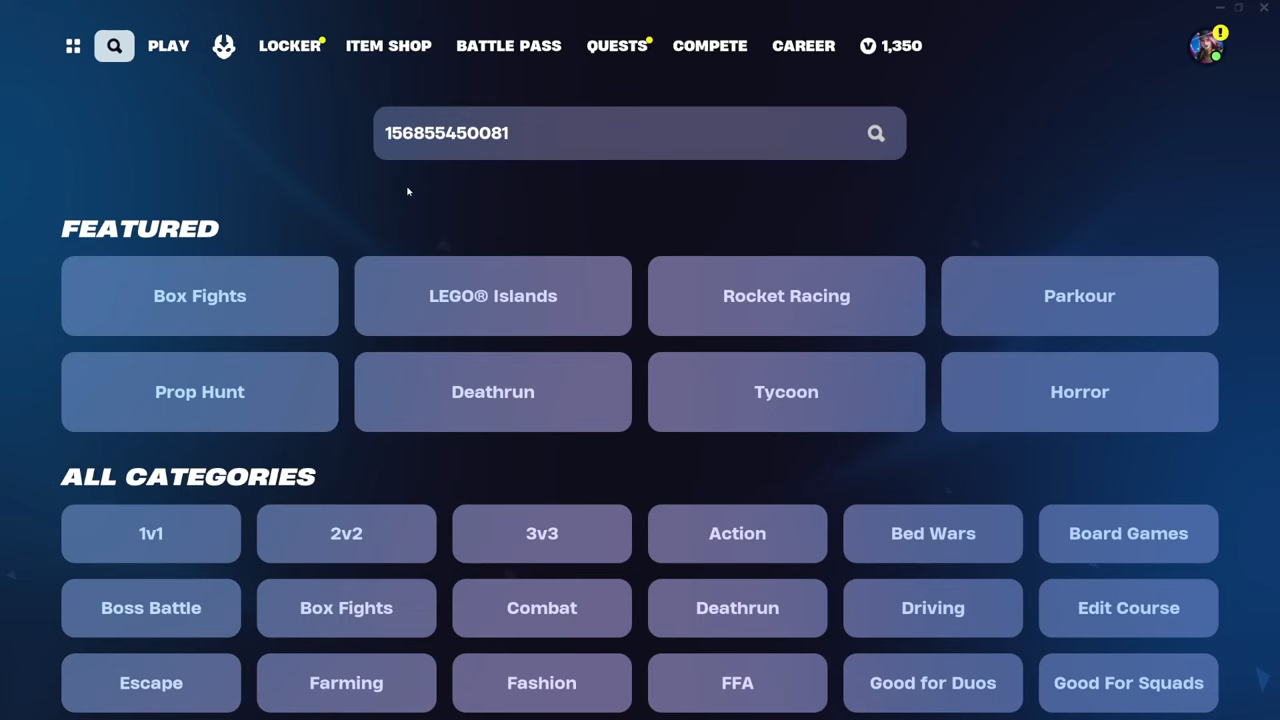 PLAY LOCKER ITEM SHOP BATTLE PASS QUESTS COMPETE CAREER V 1,350 !
156855450081
FEATURED
Box Fights LEGO® Islands Rocket Racing Parkour
Prop Hunt Deathrun Tycoon Horror
ALL CATEGORIES
1v1 2v2 3v3 Action Bed Wars Board Games
Boss Battle Box Fights Combat Deathrun Driving Edit Course
Escape Farming Fashion FFA Good for Duos Good For Squads